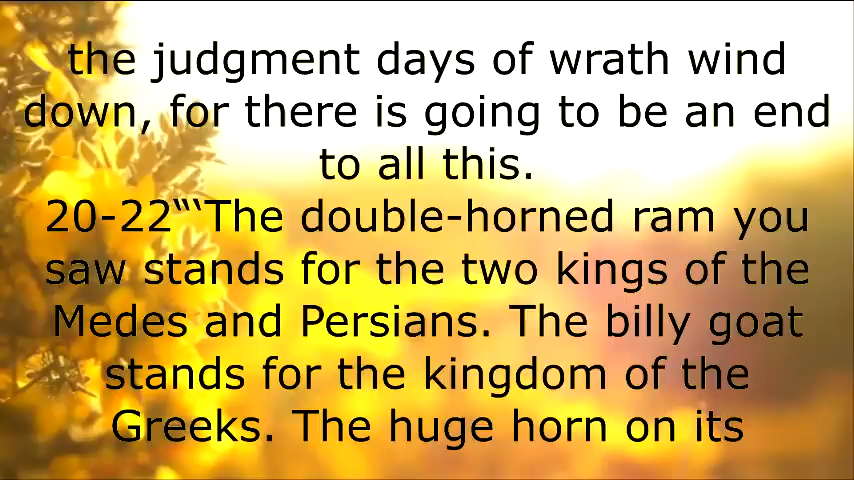 the judgment days of wrath wind
down, for there is going to be an end
to all this.
20-22“‘The double-horned ram you
saw stands for the two kings of the
Medes and Persians. The billy goat
stands for the kingdom of the
Greeks. The huge horn on its